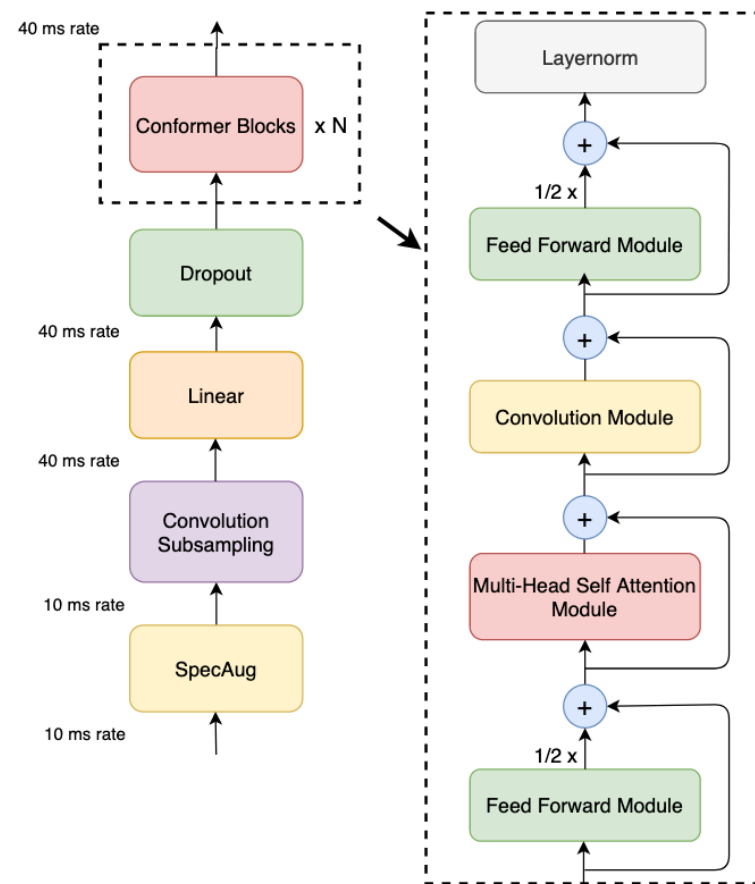 40 ms rate
Conformer Blocks
x N
Dropout
40 ms rate
Linear
40 ms rate
Convolution
Subsampling
10 ms rate
SpecAug
10 ms rate
Layernorm
+
1/2 x
Feed Forward Module
+
Convolution Module
+
Multi-Head Self Attention
Module
+
1/2 x
Feed Forward Module